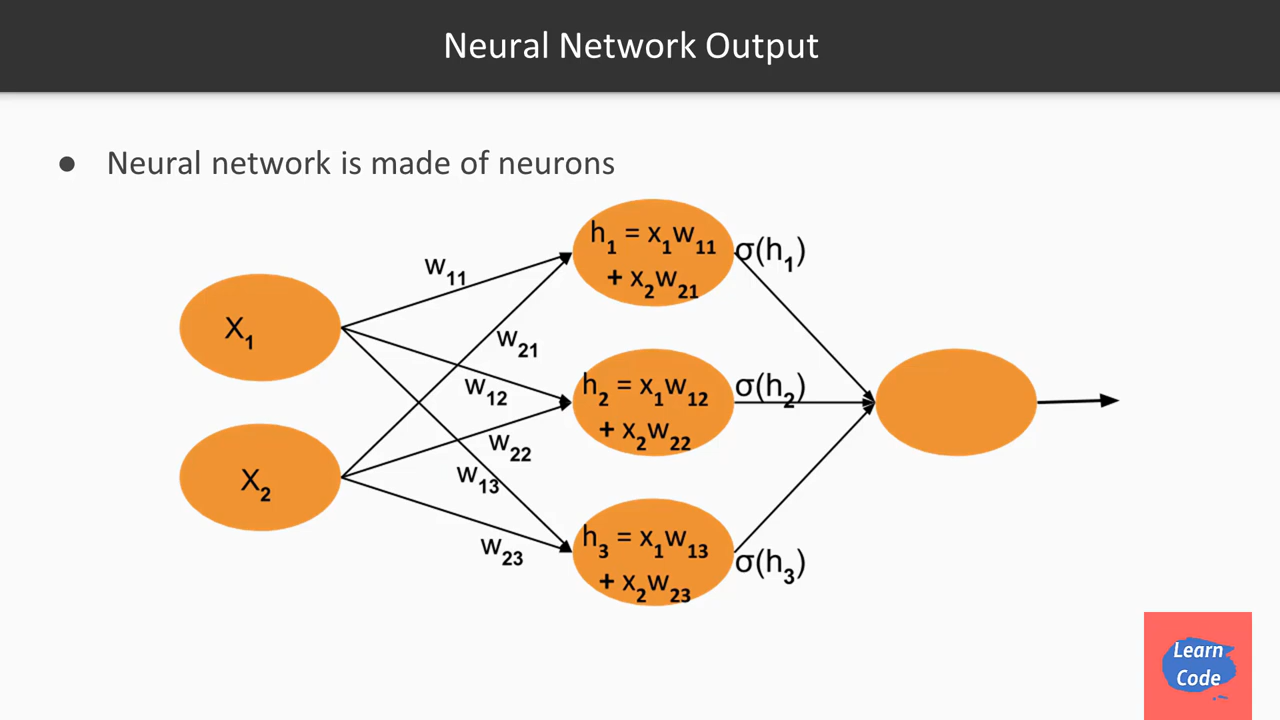 Neural Network Output
● Neural network is made of neurons
h₁ = x₁w₁₁
+ x₂w₂₁
σ(h₁)
w₁₁
X₁
w₂₁
w₁₂
h₂ = x₁w₁₂
+ x₂w₂₂
σ(h₂)
w₂₂
X₂
w₁₃
w₂₃
h₃ = x₁w₁₃
+ x₂w₂₃
σ(h₃)
Learn
Code